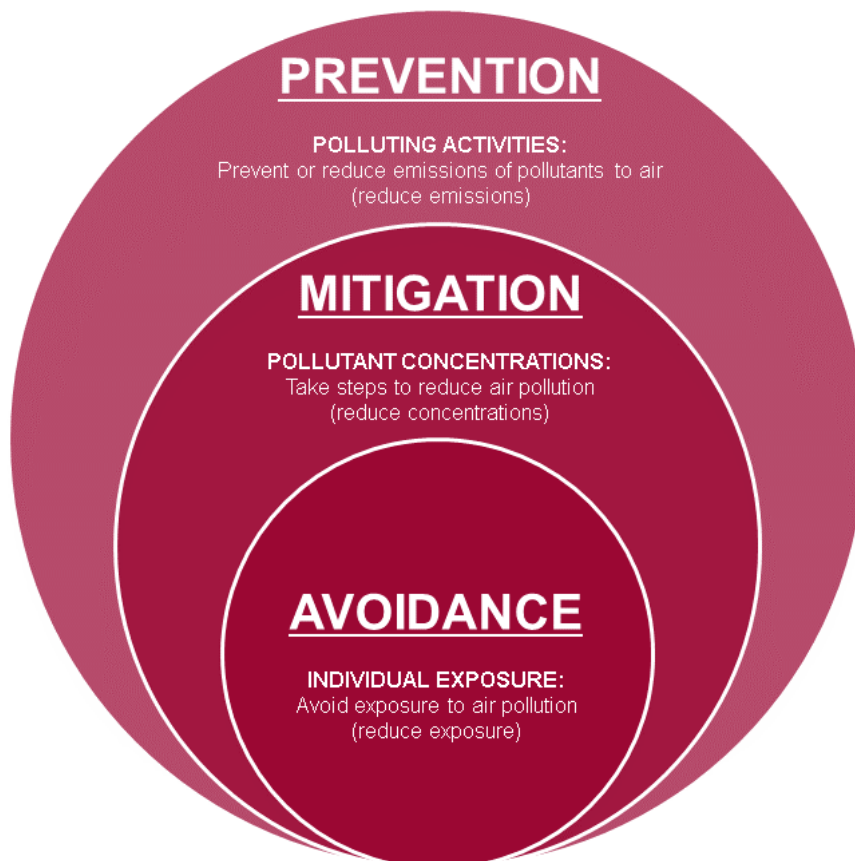 PREVENTION
POLLUTING ACTIVITIES:
Prevent or reduce emissions of pollutants to air
(reduce emissions)
MITIGATION
POLLUTANT CONCENTRATIONS:
Take steps to reduce air pollution
(reduce concentrations)
AVOIDANCE
INDIVIDUAL EXPOSURE:
Avoid exposure to air pollution
(reduce exposure)